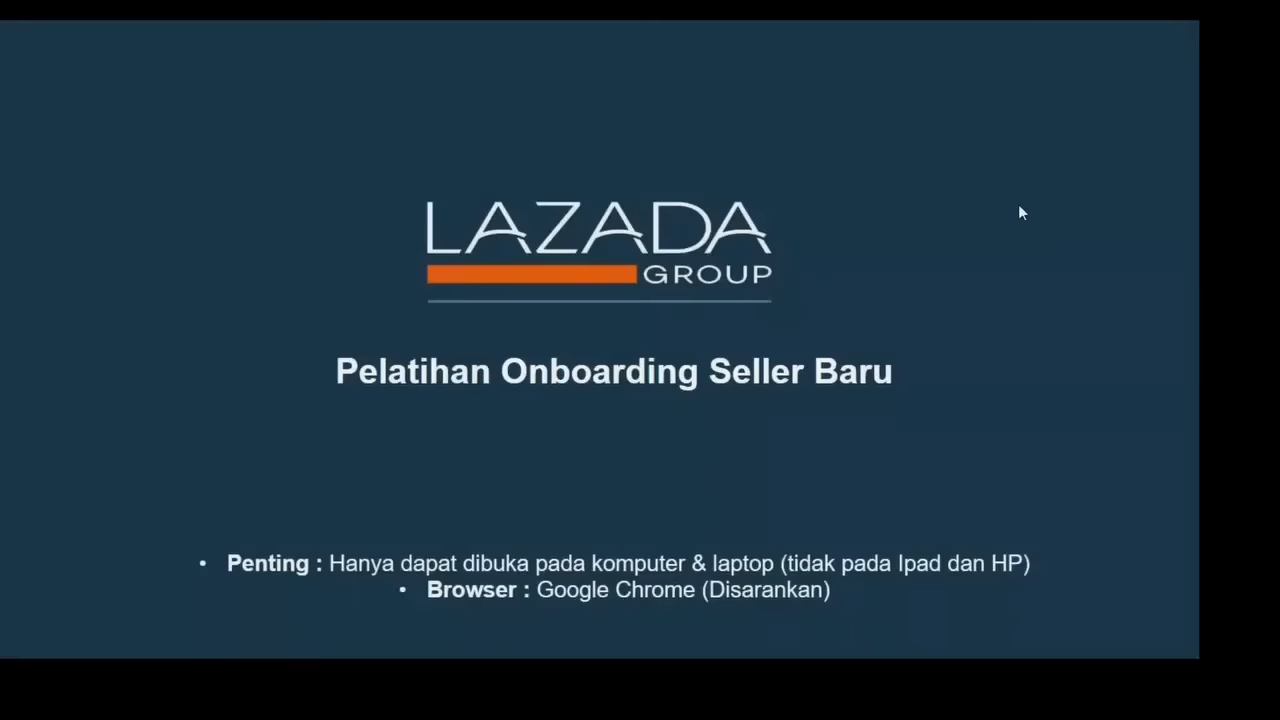 LAZADA
GROUP
Pelatihan Onboarding Seller Baru
• Penting : Hanya dapat dibuka pada komputer & laptop (tidak pada Ipad dan HP)
• Browser : Google Chrome (Disarankan)